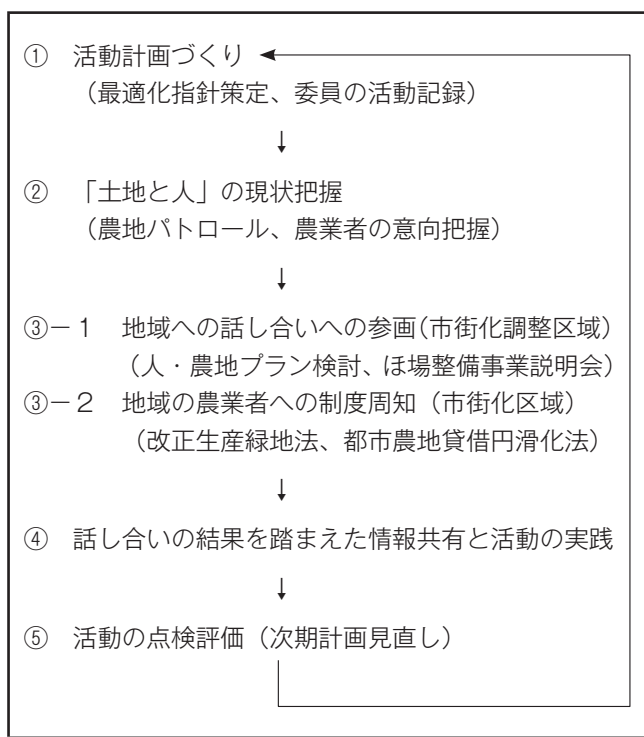 ① 活動計画づくり
（最適化指針策定、委員の活動記録）
↓
② 「土地と人」の現状把握
（農地パトロール、農業者の意向把握）
↓
③－１ 地域への話し合いへの参画（市街化調整区域）
（人・農地プラン検討、ほ場整備事業説明会）
③－２ 地域の農業者への制度周知（市街化区域）
（改正生産緑地法、都市農地貸借円滑化法）
↓
④ 話し合いの結果を踏まえた情報共有と活動の実践
↓
⑤ 活動の点検評価（次期計画見直し）